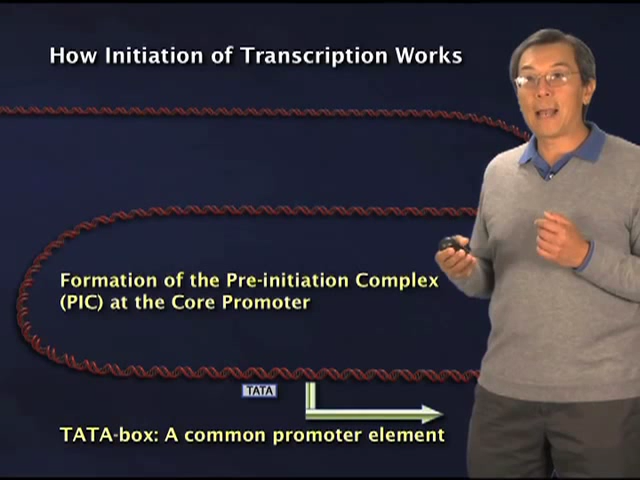 How Initiation of Transcription Works
Formation of the Pre-initiation Complex
(PIC) at the Core Promoter
TATA
TATA-box: A common promoter element